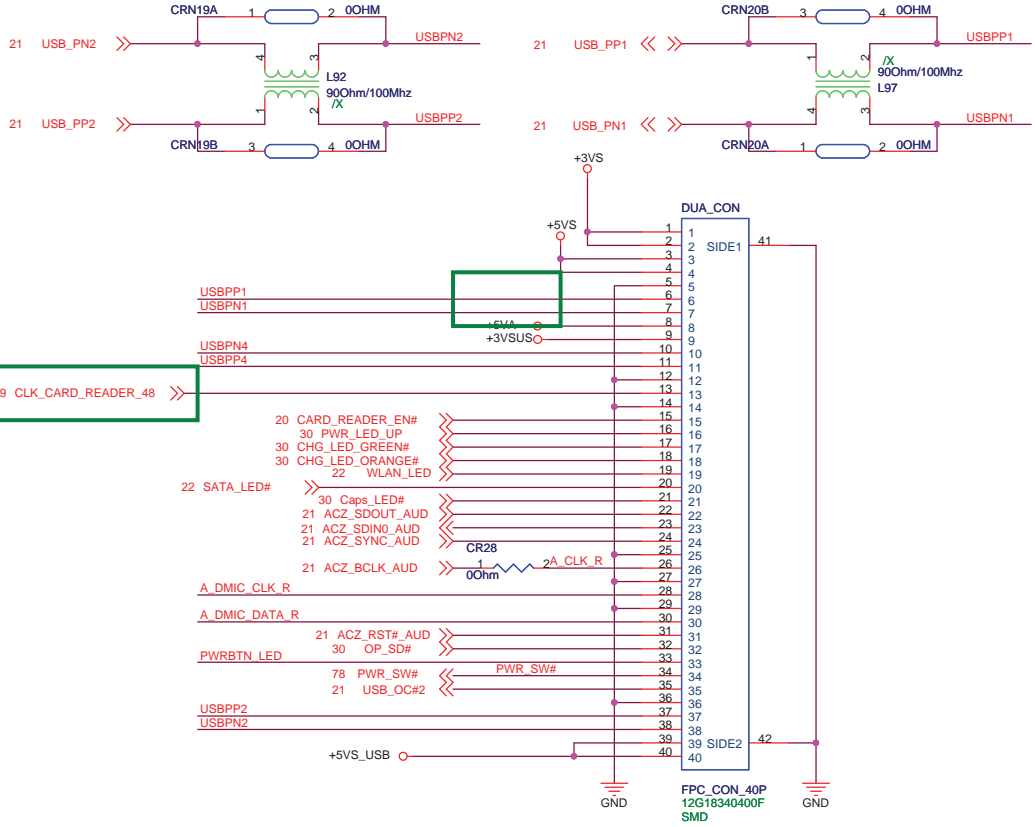 CRN19A 1 2 0OHM
CRN20B 3 4 0OHM
21 USB_PN2 USBPN2
21 USB_PP1 USBPP1
4 3 L92
90Ohm/100Mhz
/X
1 2
1 2 /X
90Ohm/100Mhz
L97
4 3
21 USB_PP2 USBPP2
21 USB_PN1 USBPN1
CRN19B 3 4 0OHM
CRN20A 1 2 0OHM
+3VS
DUA_CON
+5VS
1 1
2 2 SIDE1 41
3 3
4 4
5 5
USBPP1 6 6
USBPN1 7 7
+5VA 8 8
+3VSUS 9 9
USBPN4 10 10
USBPP4 11 11
12 12
9 CLK_CARD_READER_48 13 13
14 14
20 CARD_READER_EN# 15 15
30 PWR_LED_UP 16 16
30 CHG_LED_GREEN# 17 17
30 CHG_LED_ORANGE# 18 18
22 WLAN_LED 19 19
22 SATA_LED# 20 20
30 Caps_LED# 21 21
21 ACZ_SDOUT_AUD 22 22
21 ACZ_SDIN0_AUD 23 23
21 ACZ_SYNC_AUD 24 24
CR28 25 25
21 ACZ_BCLK_AUD 1 2 A_CLK_R 26 26
0Ohm
27 27
A_DMIC_CLK_R 28 28
29 29
A_DMIC_DATA_R 30 30
21 ACZ_RST#_AUD 31 31
30 OP_SD# 32 32
PWRBTN_LED 33 33
78 PWR_SW# PWR_SW# 34 34
21 USB_OC#2 35 35
36 36
USBPP2 37 37
USBPN2 38 38
39 39 SIDE2 42
+5VS_USB 40 40
FPC_CON_40P
12G18340400F
SMD
GND
GND